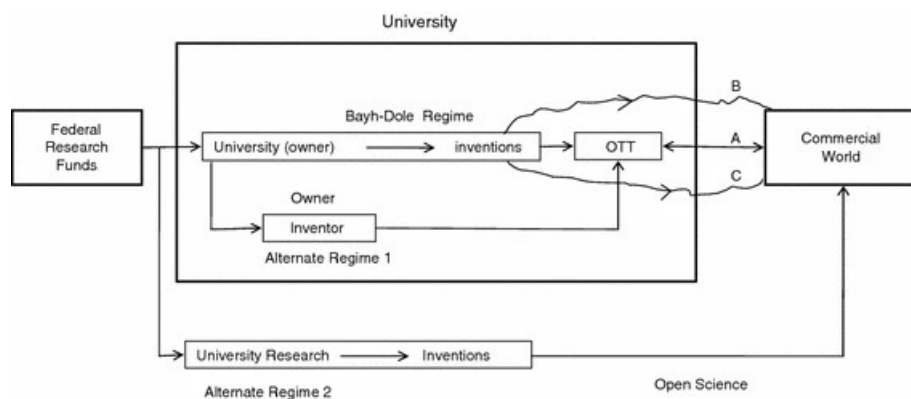 University
B
Bayh-Dole Regime
Federal
Research
Funds
University (owner) inventions
OTT
A
Commercial
World
C
Owner
Inventor
Alternate Regime 1
University Research Inventions
Alternate Regime 2
Open Science